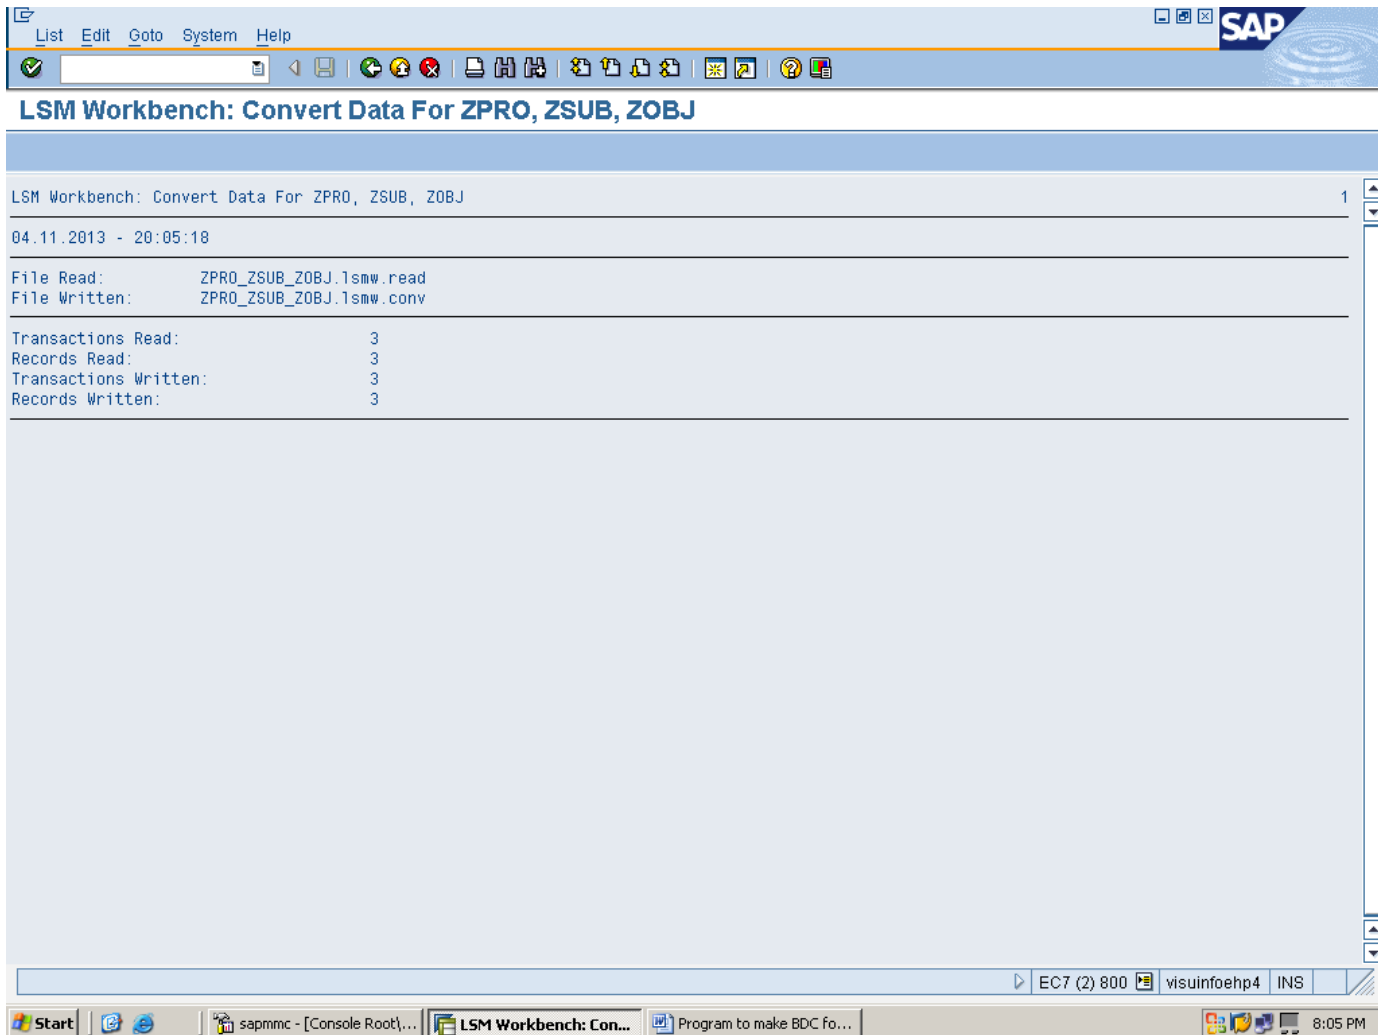 List Edit Goto System Help
SAP
LSM Workbench: Convert Data For ZPRO, ZSUB, ZOBJ
LSM Workbench: Convert Data For ZPRO, ZSUB, ZOBJ 1
04.11.2013 - 20:05:18
File Read: ZPRO_ZSUB_ZOBJ.lsmw.read
File Written: ZPRO_ZSUB_ZOBJ.lsmw.conv
Transactions Read: 3
Records Read: 3
Transactions Written: 3
Records Written: 3
EC7 (2) 800 visuinfoehp4 INS
Start sapmmc - [Console Root\... LSM Workbench: Con... Program to make BDC fo... 8:05 PM